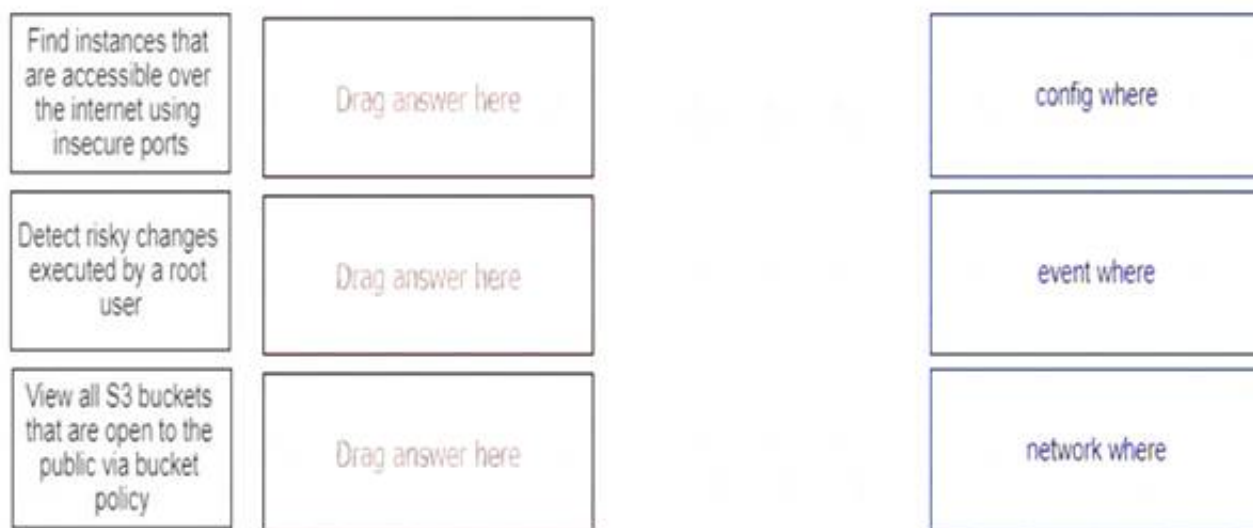 Find instances that
are accessible over
the internet using
insecure ports
Drag answer here
config where
Detect risky changes
executed by a root
user
Drag answer here
event where
View all S3 buckets
that are open to the
public via bucket
policy
Drag answer here
network where